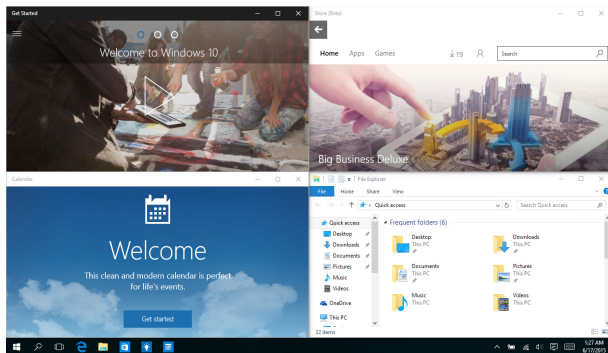 Get Started
Welcome to Windows 10
Store (Beta)
Home Apps Games 19 Search
Big Business Deluxe
Calendar
Welcome
This clean and modern calendar is perfect
for life's events.
Get started
File Explorer
File Home Share View
Quick access Search Quick access
Quick access
Desktop
Downloads
Documents
Pictures
Music
Videos
OneDrive
This PC
Frequent folders (6)
Desktop
This PC
Downloads
This PC
Documents
This PC
Pictures
This PC
Music
This PC
Videos
This PC
22 items
1:27 AM
6/17/2015